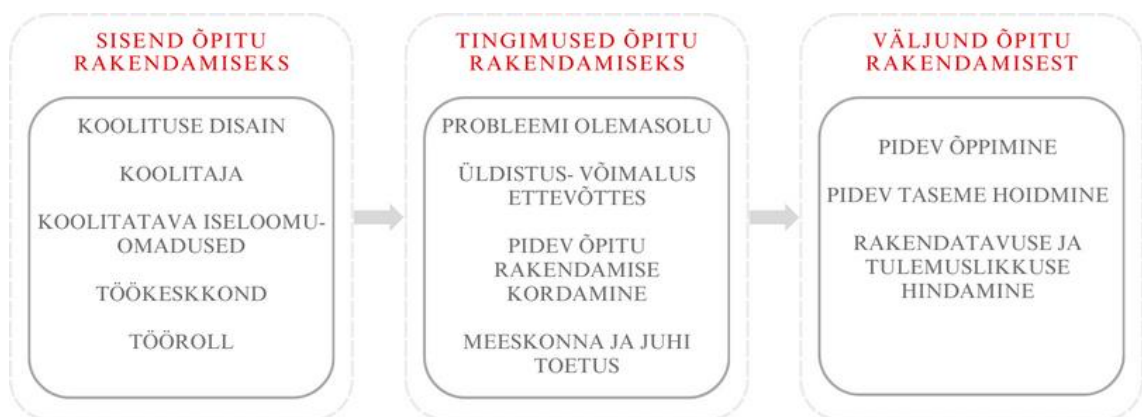 SISEND ÕPITU
RAKENDAMISEKS
KOOLITUSE DISAIN
KOOLITAJA
KOOLITATAVA ISELOOMU-
OMADUSED
TÖÖKESKKOND
TÖÖROLL
TINGIMUSED ÕPITU
RAKENDAMISEKS
PROBLEEMI OLEMASOLU
ÜLDISTUS- VÕIMALUS
ETTEVÕTTES
PIDEV ÕPITU
RAKENDAMISE
KORDAMINE
MEESKONNA JA JUHI
TOETUS
VÄLJUND ÕPITU
RAKENDAMISEST
PIDEV ÕPPIMINE
PIDEV TASEME HOIDMINE
RAKENDATAVUSE JA
TULEMUSLIKKUSE
HINDAMINE